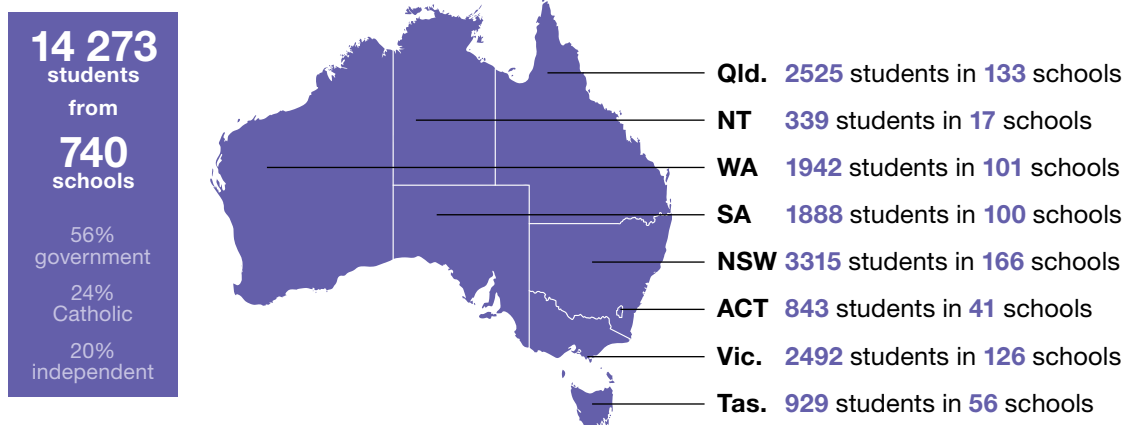 14 273
students
from
740
schools
56%
government
24%
Catholic
20%
independent
Qld. 2525 students in 133 schools
NT 339 students in 17 schools
WA 1942 students in 101 schools
SA 1888 students in 100 schools
NSW 3315 students in 166 schools
ACT 843 students in 41 schools
Vic. 2492 students in 126 schools
Tas. 929 students in 56 schools